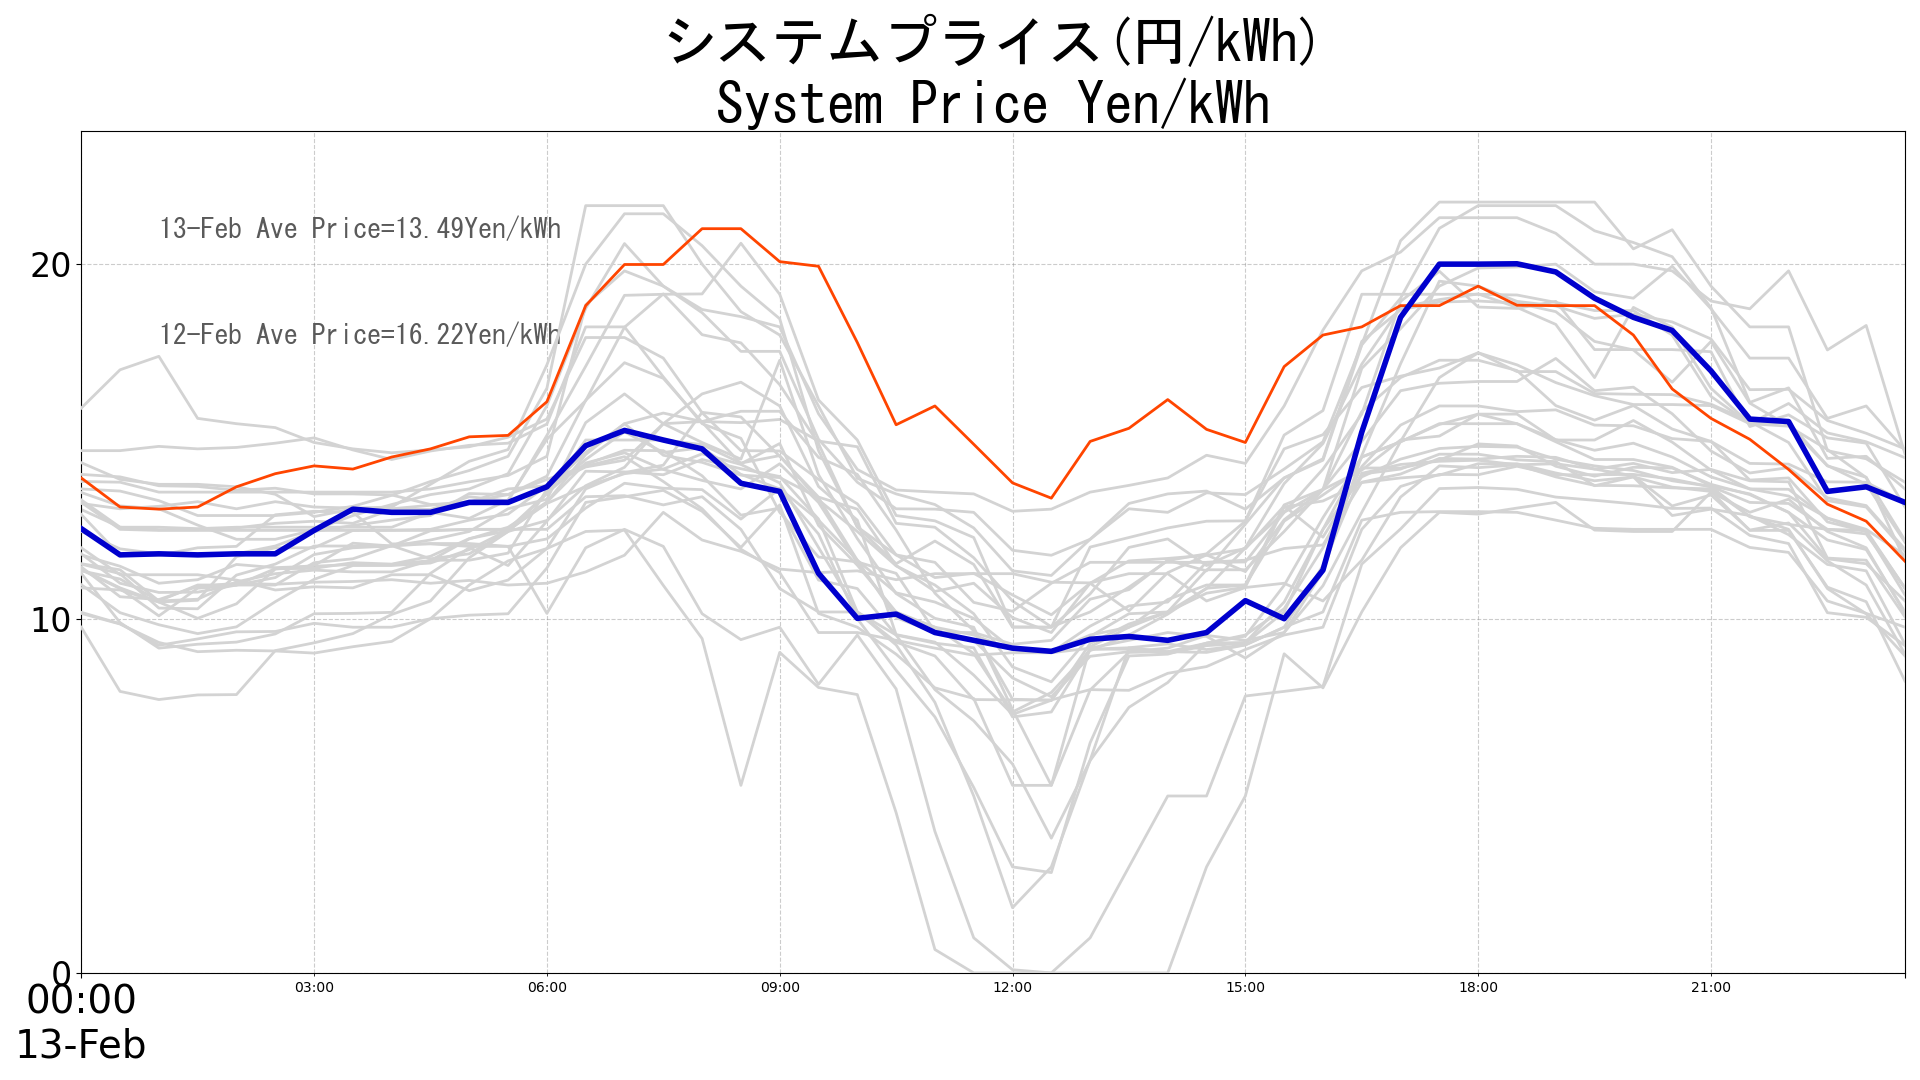 システムプライス(円/kWh)
System Price Yen/kWh
13-Feb Ave Price=13.49Yen/kWh
12-Feb Ave Price=16.22Yen/kWh
20
10
0
00:00 03:00 06:00 09:00 12:00 15:00 18:00 21:00
13-Feb